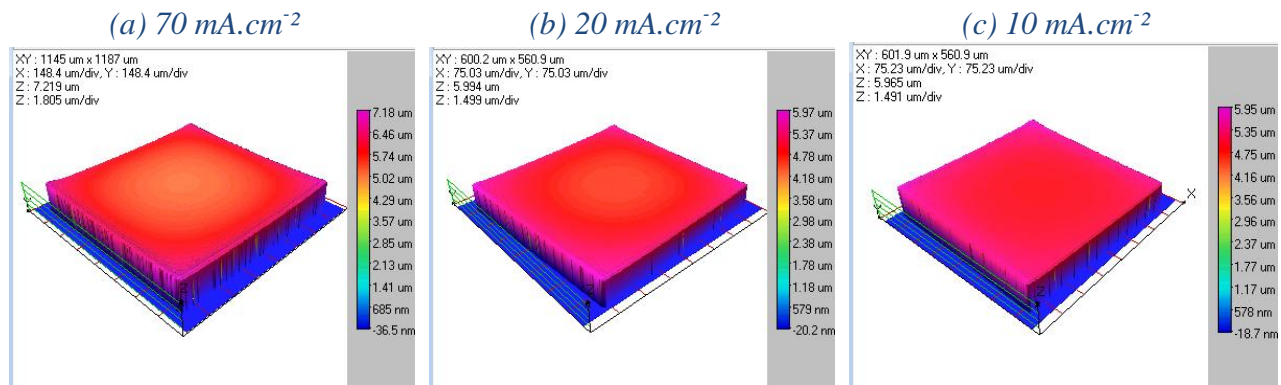 (a) 70 mA.cm⁻²
XY : 1145 um x 1187 um
X : 148.4 um/div, Y : 148.4 um/div
Z : 7.219 um
1.805 um/div
7.18 um
6.46 um
5.74 um
5.02 um
4.29 um
3.57 um
2.85 um
2.13 um
1.41 um
685 nm
-36.5 nm
Z
(b) 20 mA.cm⁻²
XY : 600.2 um x 560.9 um
X : 75.03 um/div, Y : 75.03 um/div
Z : 5.994 um
1.499 um/div
5.97 um
5.37 um
4.78 um
4.18 um
3.58 um
2.98 um
2.38 um
1.78 um
1.18 um
579 nm
-20.2 nm
Z
(c) 10 mA.cm⁻²
XY : 601.9 um x 560.9 um
X : 75.23 um/div, Y : 75.23 um/div
Z : 5.965 um
1.491 um/div
5.95 um
5.35 um
4.75 um
4.16 um
3.56 um
2.96 um
2.37 um
1.77 um
1.17 um
578 nm
-18.7 nm
X
Z